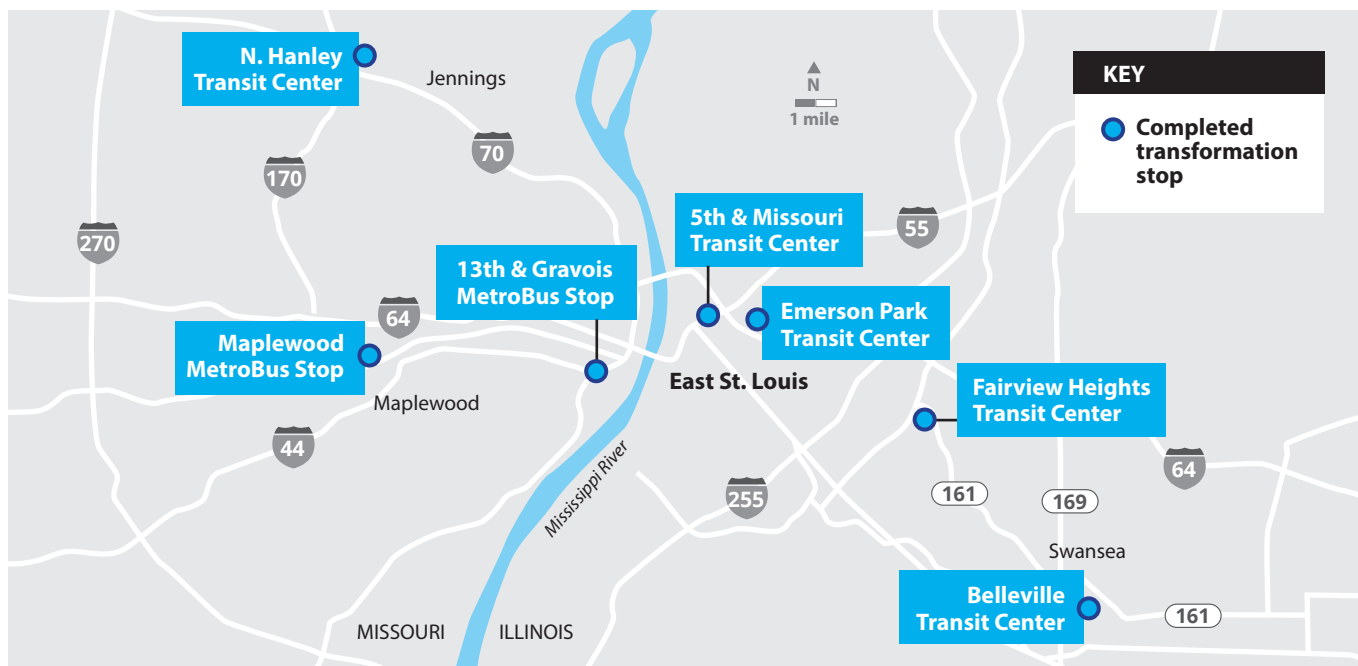 N. Hanley
Transit Center
Jennings
N
1 mile
KEY
Completed
transformation
stop
70
170
270
5th & Missouri
Transit Center
55
13th & Gravois
MetroBus Stop
64
Emerson Park
Transit Center
Maplewood
MetroBus Stop
East St. Louis
Maplewood
Fairview Heights
Transit Center
44
Mississippi River
255
161
169
64
Swansea
Belleville
Transit Center
161
MISSOURI
ILLINOIS